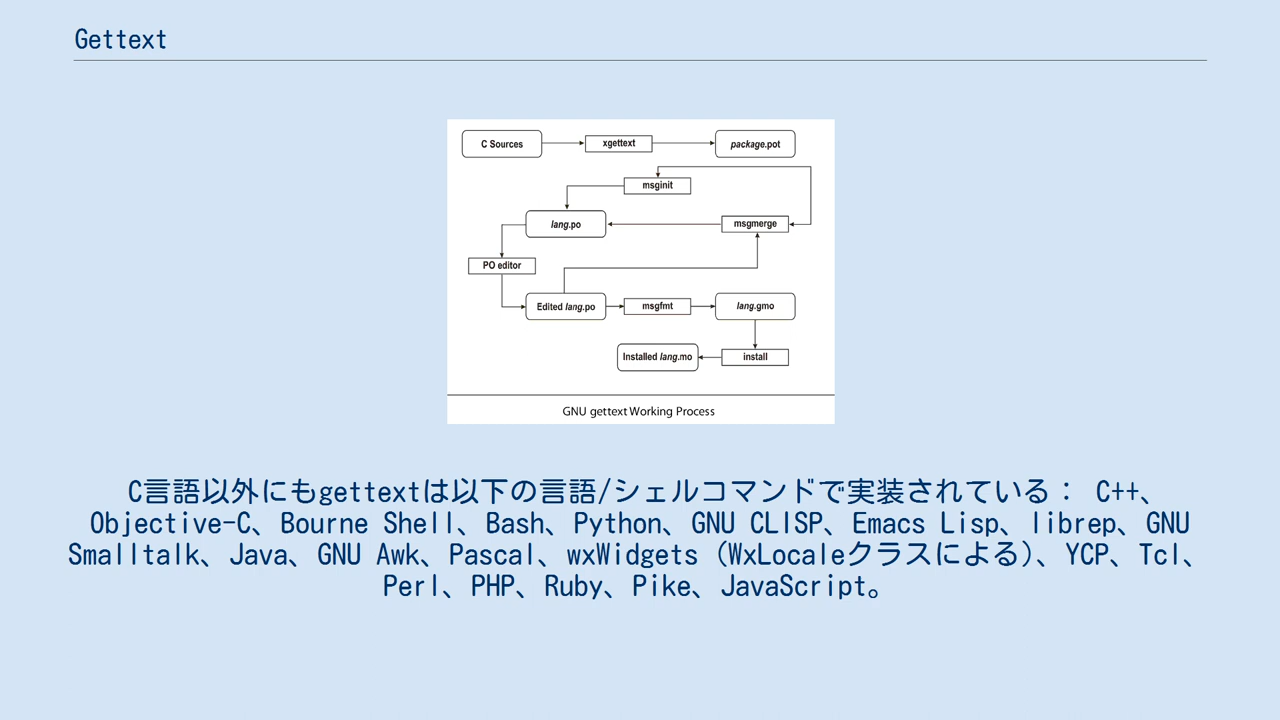 Gettext
C Sources
xgettext
package.pot
msginit
lang.po
msgmerge
PO editor
Edited lang.po
msgfmt
lang.gmo
Installed lang.mo
install
GNU gettext Working Process
C言語以外にもgettextは以下の言語/シェルコマンドで実装されている： C++、
Objective-C、Bourne Shell、Bash、Python、GNU CLISP、Emacs Lisp、librep、GNU
Smalltalk、Java、GNU Awk、Pascal、wxWidgets（WxLocaleクラスによる）、YCP、Tcl、
Perl、PHP、Ruby、Pike、JavaScript。